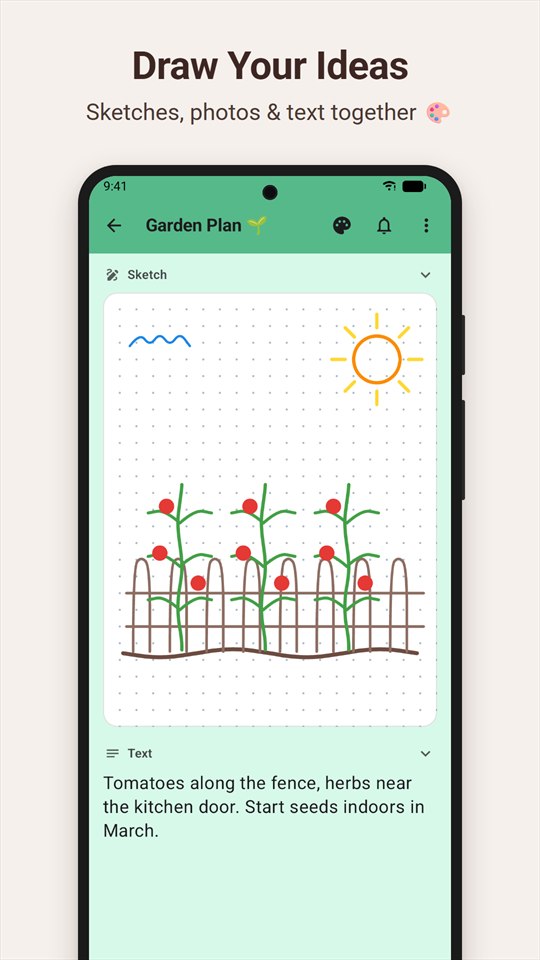 Draw Your Ideas
Sketches, photos & text together 🎨
9:41
Garden Plan 🌱
Sketch
Text
Tomatoes along the fence, herbs near
the kitchen door. Start seeds indoors in
March.